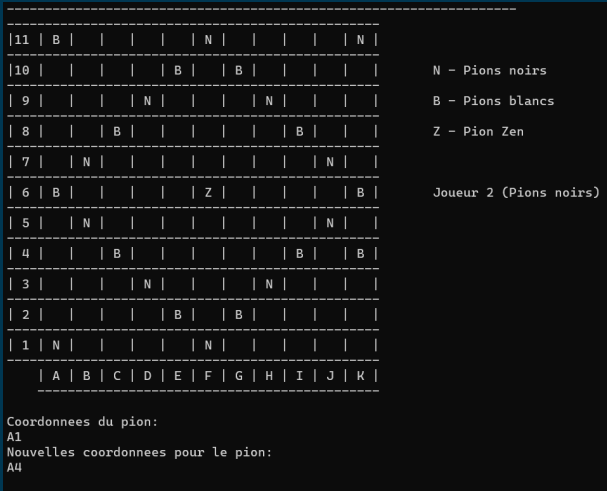 |11 | B |   |   |   |   | N |   |   |   |   | N |
|10 |   |   |   |   | B |   | B |   |   |   |   | N - Pions noirs
| 9 |   |   |   | N |   |   |   | N |   |   |   | B - Pions blancs
| 8 |   |   | B |   |   |   |   |   | B |   |   | Z - Pion Zen
| 7 |   | N |   |   |   |   |   |   |   | N |   |
| 6 | B |   |   |   |   | Z |   |   |   |   | B | Joueur 2 (Pions noirs)
| 5 |   | N |   |   |   |   |   |   |   | N |   |
| 4 |   |   | B |   |   |   |   |   | B |   | B |
| 3 |   |   |   | N |   |   |   | N |   |   |   |
| 2 |   |   |   |   | B |   | B |   |   |   |   |
| 1 | N |   |   |   |   | N |   |   |   |   |   |
| A | B | C | D | E | F | G | H | I | J | K |
Coordonnees du pion:
A1
Nouvelles coordonnees pour le pion:
A4